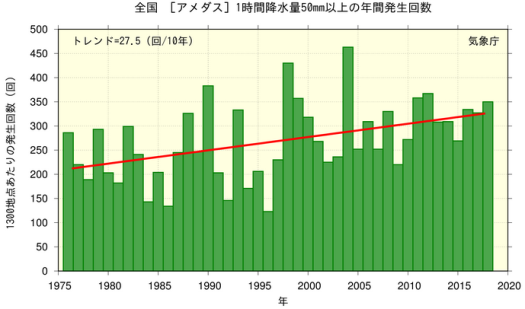 全国 ［アメダス］1時間降水量50mm以上の年間発生回数
トレンド=27.5（回/10年）
気象庁
1300地点あたりの発生回数（回）
500
450
400
350
300
250
200
150
100
50
0
1975 1980 1985 1990 1995 2000 2005 2010 2015 2020
年